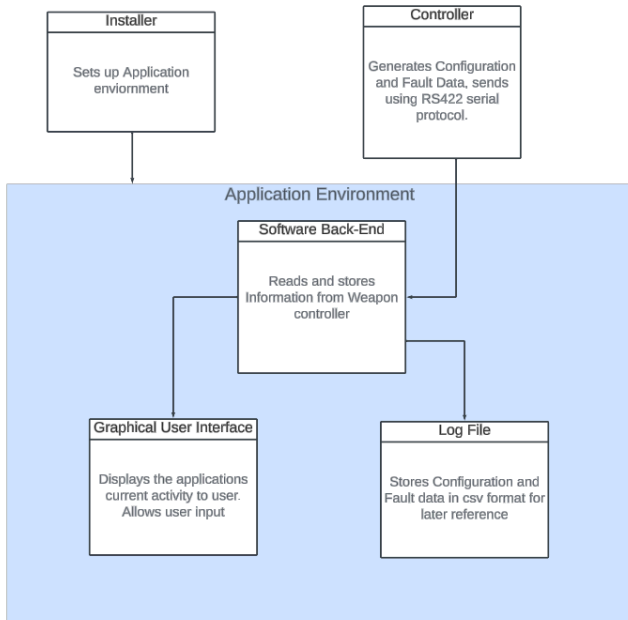 Installer
Sets up Application
enviornment
Controller
Generates Configuration
and Fault Data, sends
using RS422 serial
protocol.
Application Environment
Software Back-End
Reads and stores
Information from Weapon
controller
Graphical User Interface
Displays the applications
current activity to user.
Allows user input
Log File
Stores Configuration and
Fault data in csv format for
later reference